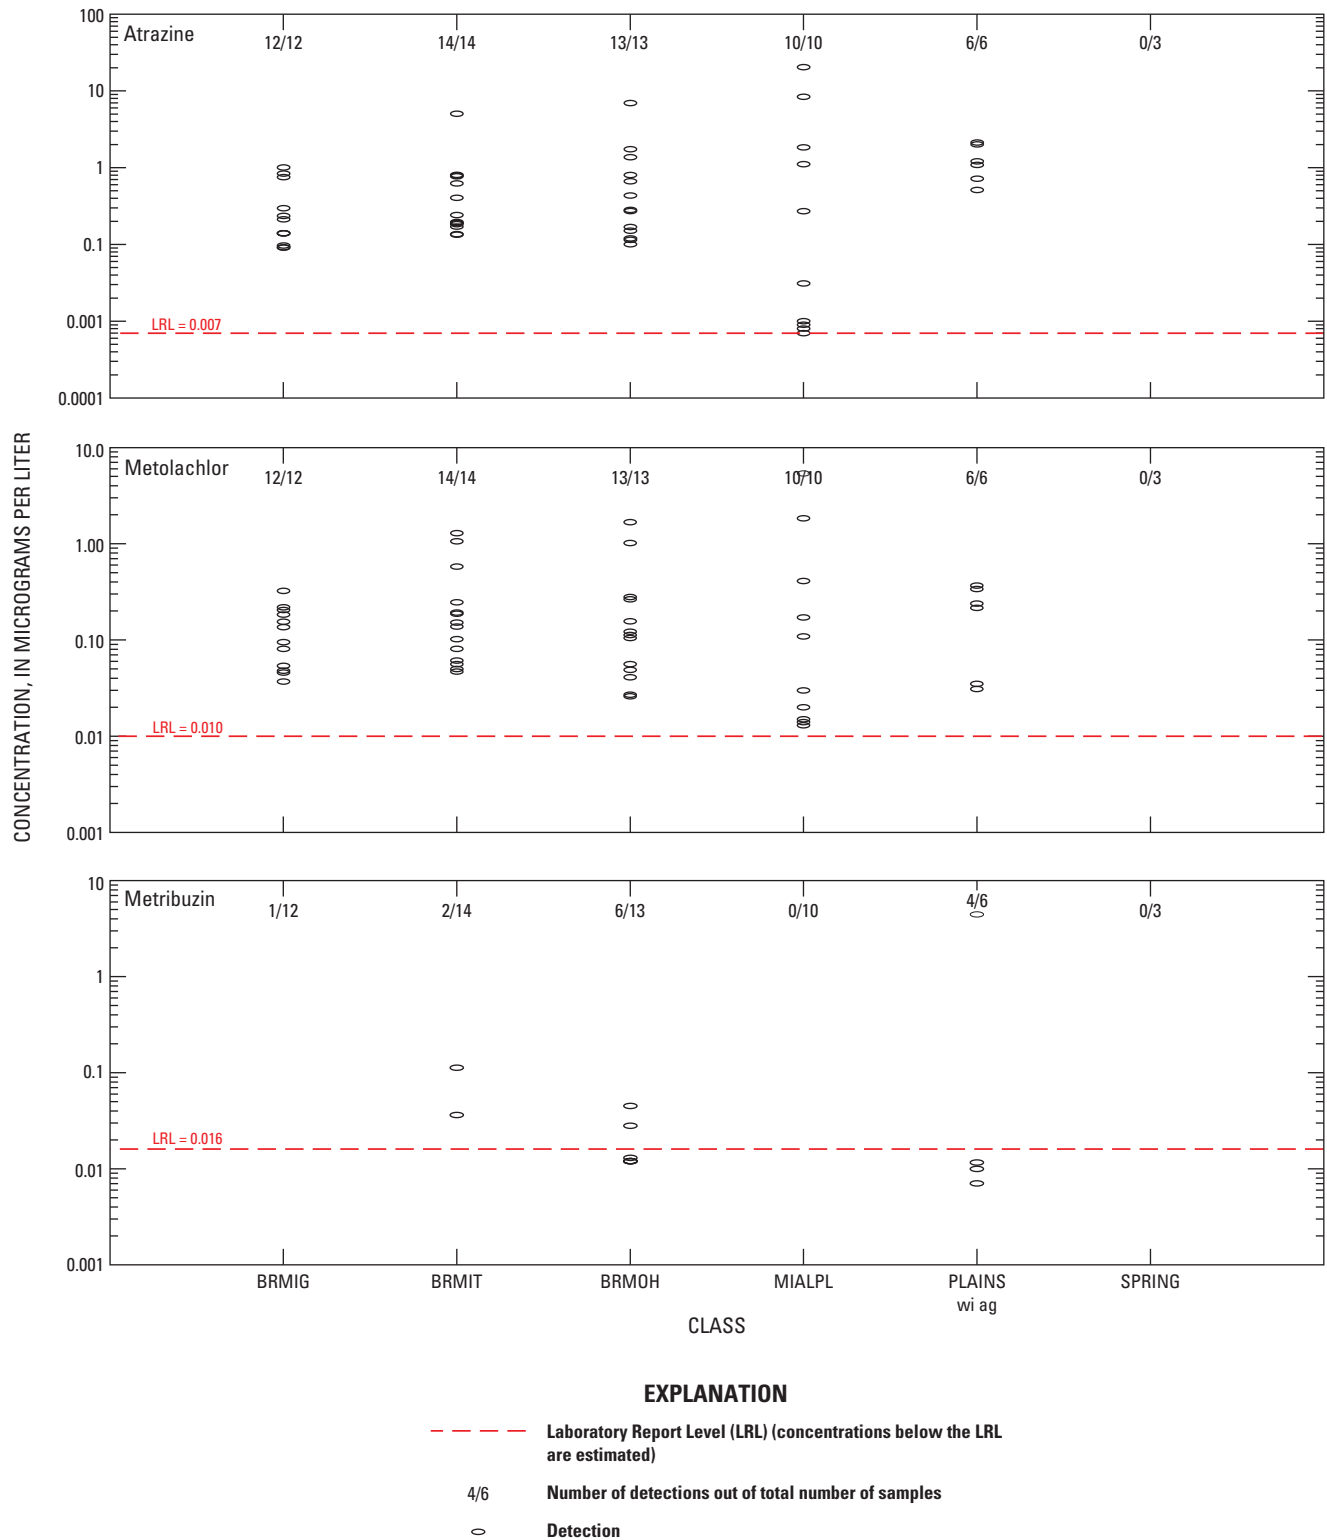 Atrazine
12/12 14/14 13/13 10/10 6/6 0/3
100
10
1
0.1
0.001
0.0001
LRL = 0.007
Metolachlor
12/12 14/14 13/13 10/10 6/6 0/3
10.0
1.00
0.10
0.01
0.001
LRL = 0.010
CONCENTRATION, IN MICROGRAMS PER LITER
Metribuzin
1/12 2/14 6/13 0/10 4/6 0/3
10
1
0.1
0.01
0.001
LRL = 0.016
BRMIG BRMIT BRMOH MIALPL PLAINS SPRING
wi ag
CLASS
EXPLANATION
Laboratory Report Level (LRL) (concentrations below the LRL
are estimated)
4/6 Number of detections out of total number of samples
Detection